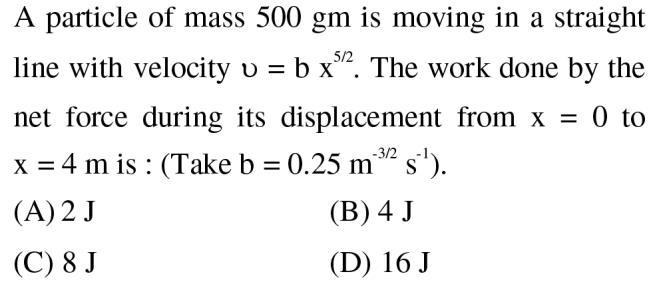 A particle of mass 500 gm is moving in a straight
line with velocity υ = b x^5/2. The work done by the
net force during its displacement from x = 0 to
x = 4 m is : (Take b = 0.25 m^-3/2 s^-1).
(A) 2 J (B) 4 J
(C) 8 J (D) 16 J